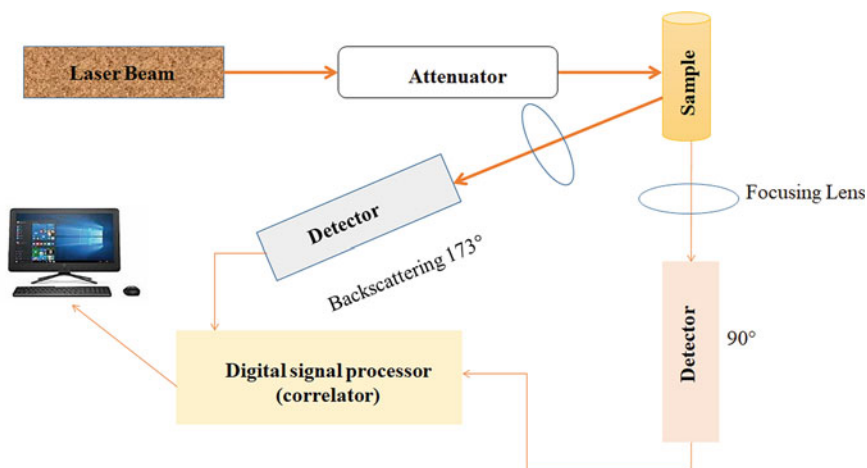 Laser Beam
Attenuator
Sample
Focusing Lens
Detector
Backscattering 173°
Detector
90°
Digital signal processor
(correlator)